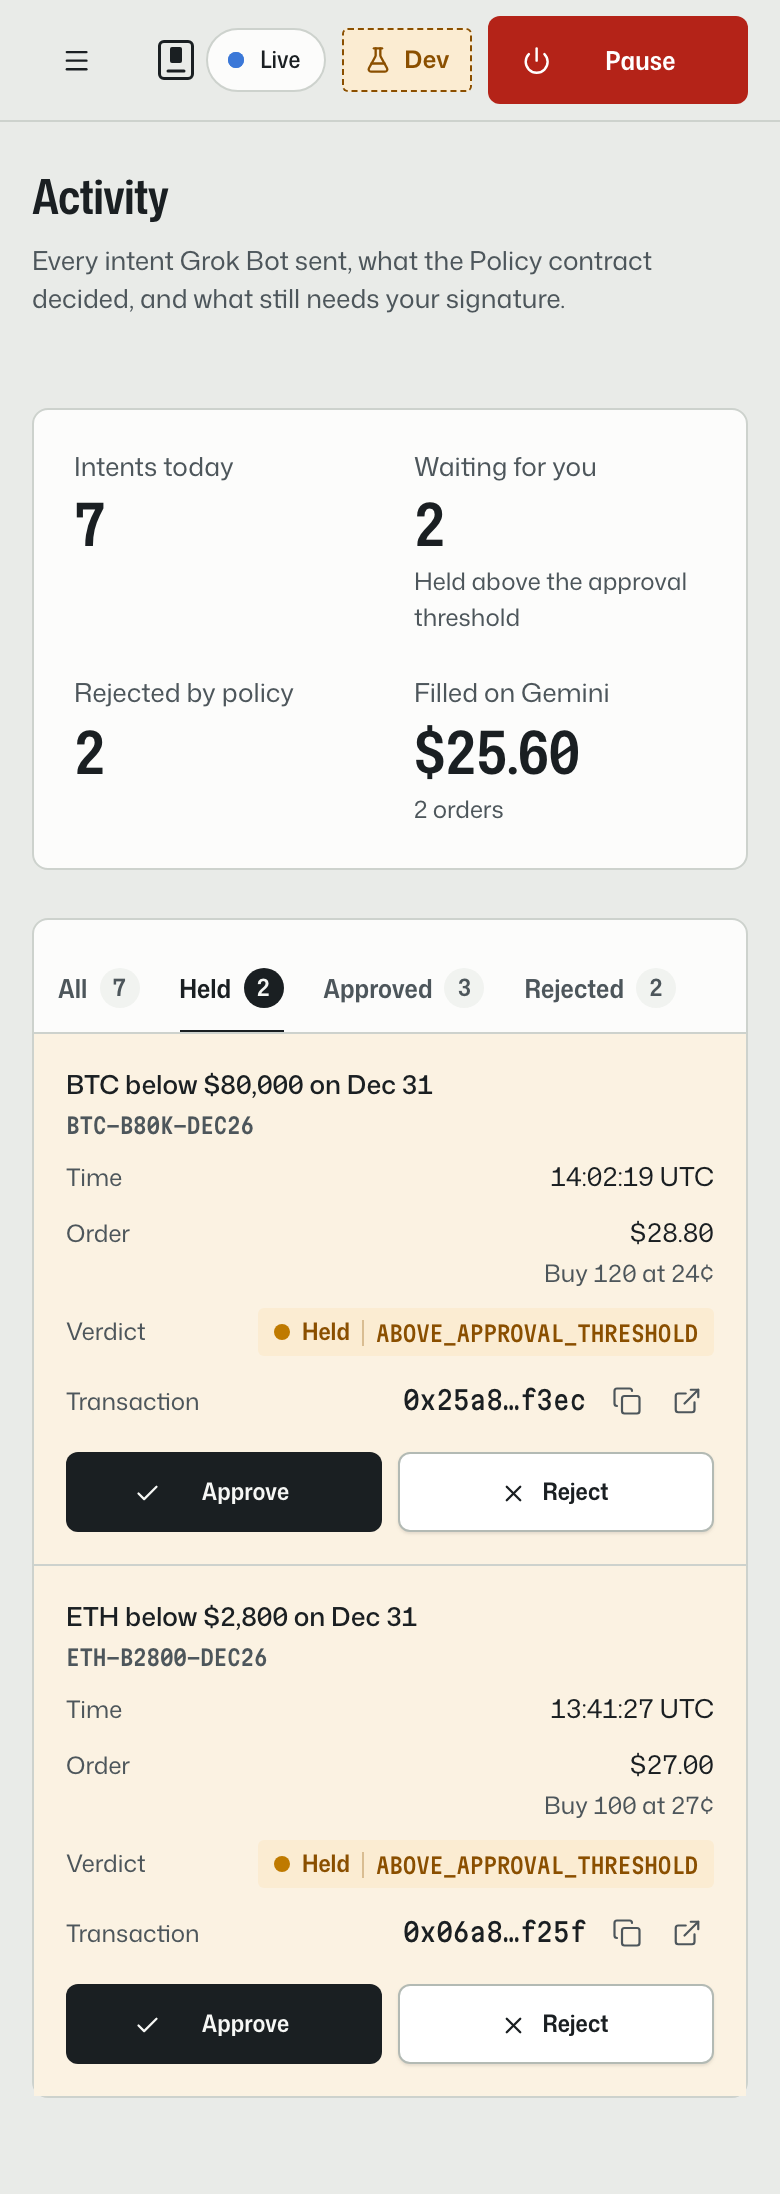 Live
Dev
Pause
Activity
Every intent Grok Bot sent, what the Policy contract
decided, and what still needs your signature.
Intents today
7
Waiting for you
2
Held above the approval
threshold
Rejected by policy
2
Filled on Gemini
$25.60
2 orders
All 7 Held 2 Approved 3 Rejected 2
BTC below $80,000 on Dec 31
BTC-B80K-DEC26
Time 14:02:19 UTC
Order $28.80
Buy 120 at 24¢
Verdict Held ABOVE_APPROVAL_THRESHOLD
Transaction 0x25a8…f3ec
Approve Reject
ETH below $2,800 on Dec 31
ETH-B2800-DEC26
Time 13:41:27 UTC
Order $27.00
Buy 100 at 27¢
Verdict Held ABOVE_APPROVAL_THRESHOLD
Transaction 0x06a8…f25f
Approve Reject